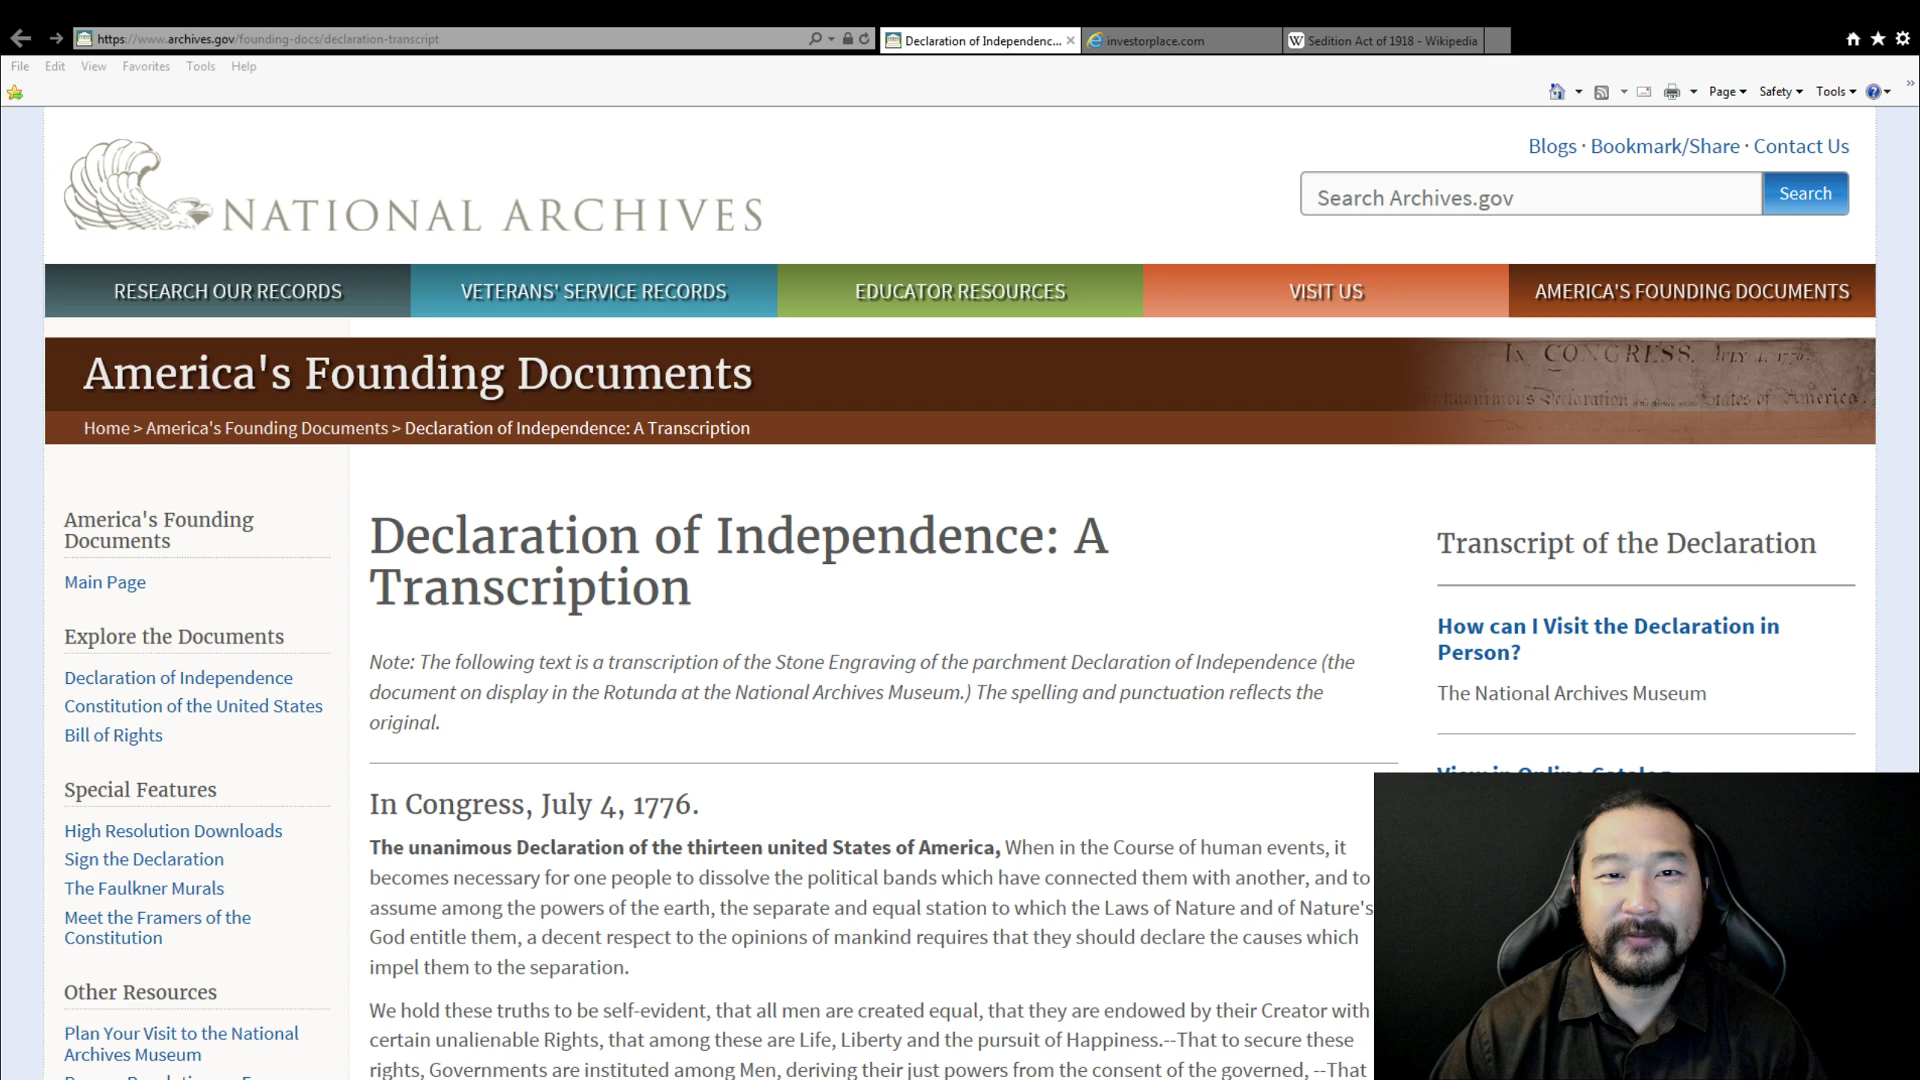 https://www.archives.gov/founding-docs/declaration-transcript
Declaration of Independenc...
investorplace.com
W Sedition Act of 1918 - Wikipedia
File Edit View Favorites Tools Help
Page Safety Tools
Blogs · Bookmark/Share · Contact Us
NATIONAL ARCHIVES
Search Archives.gov
Search
RESEARCH OUR RECORDS
VETERANS' SERVICE RECORDS
EDUCATOR RESOURCES
VISIT US
AMERICA'S FOUNDING DOCUMENTS
America's Founding Documents
IN CONGRESS, JULY 4, 1776.
unanimous Declaration States of America,
Home > America's Founding Documents > Declaration of Independence: A Transcription
America's Founding
Documents
Main Page
Explore the Documents
Declaration of Independence
Constitution of the United States
Bill of Rights
Special Features
High Resolution Downloads
Sign the Declaration
The Faulkner Murals
Meet the Framers of the
Constitution
Other Resources
Plan Your Visit to the National
Archives Museum
Declaration of Independence: A
Transcription
Note: The following text is a transcription of the Stone Engraving of the parchment Declaration of Independence (the
document on display in the Rotunda at the National Archives Museum.) The spelling and punctuation reflects the
original.
In Congress, July 4, 1776.
The unanimous Declaration of the thirteen united States of America, When in the Course of human events, it
becomes necessary for one people to dissolve the political bands which have connected them with another, and to
assume among the powers of the earth, the separate and equal station to which the Laws of Nature and of Nature's
God entitle them, a decent respect to the opinions of mankind requires that they should declare the causes which
impel them to the separation.
We hold these truths to be self-evident, that all men are created equal, that they are endowed by their Creator with
certain unalienable Rights, that among these are Life, Liberty and the pursuit of Happiness.--That to secure these
rights, Governments are instituted among Men, deriving their just powers from the consent of the governed, --That
Transcript of the Declaration
How can I Visit the Declaration in
Person?
The National Archives Museum
View in Online Catalog